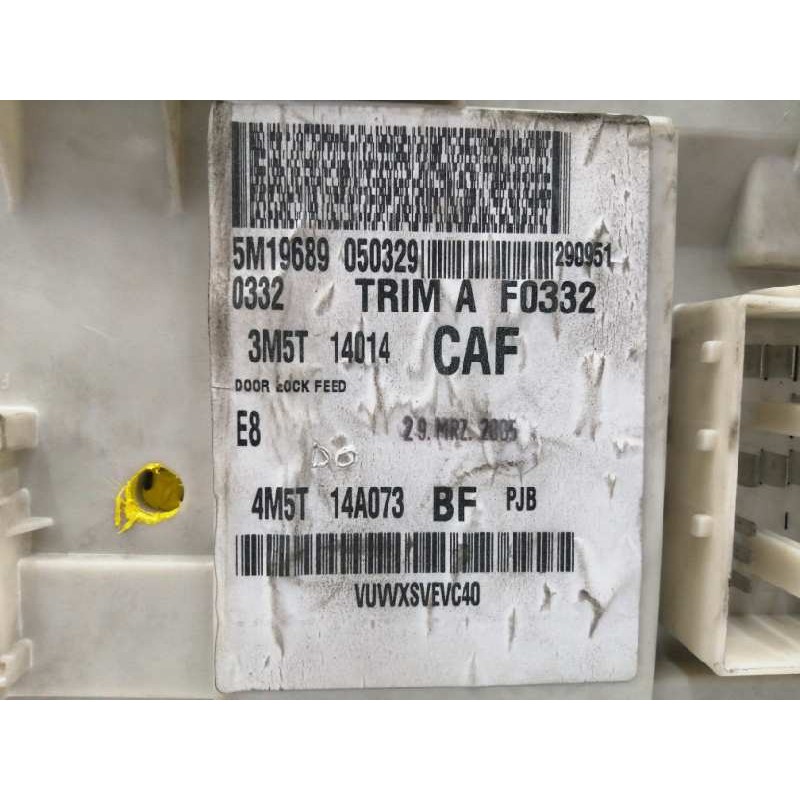 5M19689 050329 290951
0332 TRIM A F0332
3M5T 14014 CAF
DOOR LOCK FEED
E8 29. MRZ. 2005
D6
4M5T 14A073 BF PJB
VUVVXSVEVC40